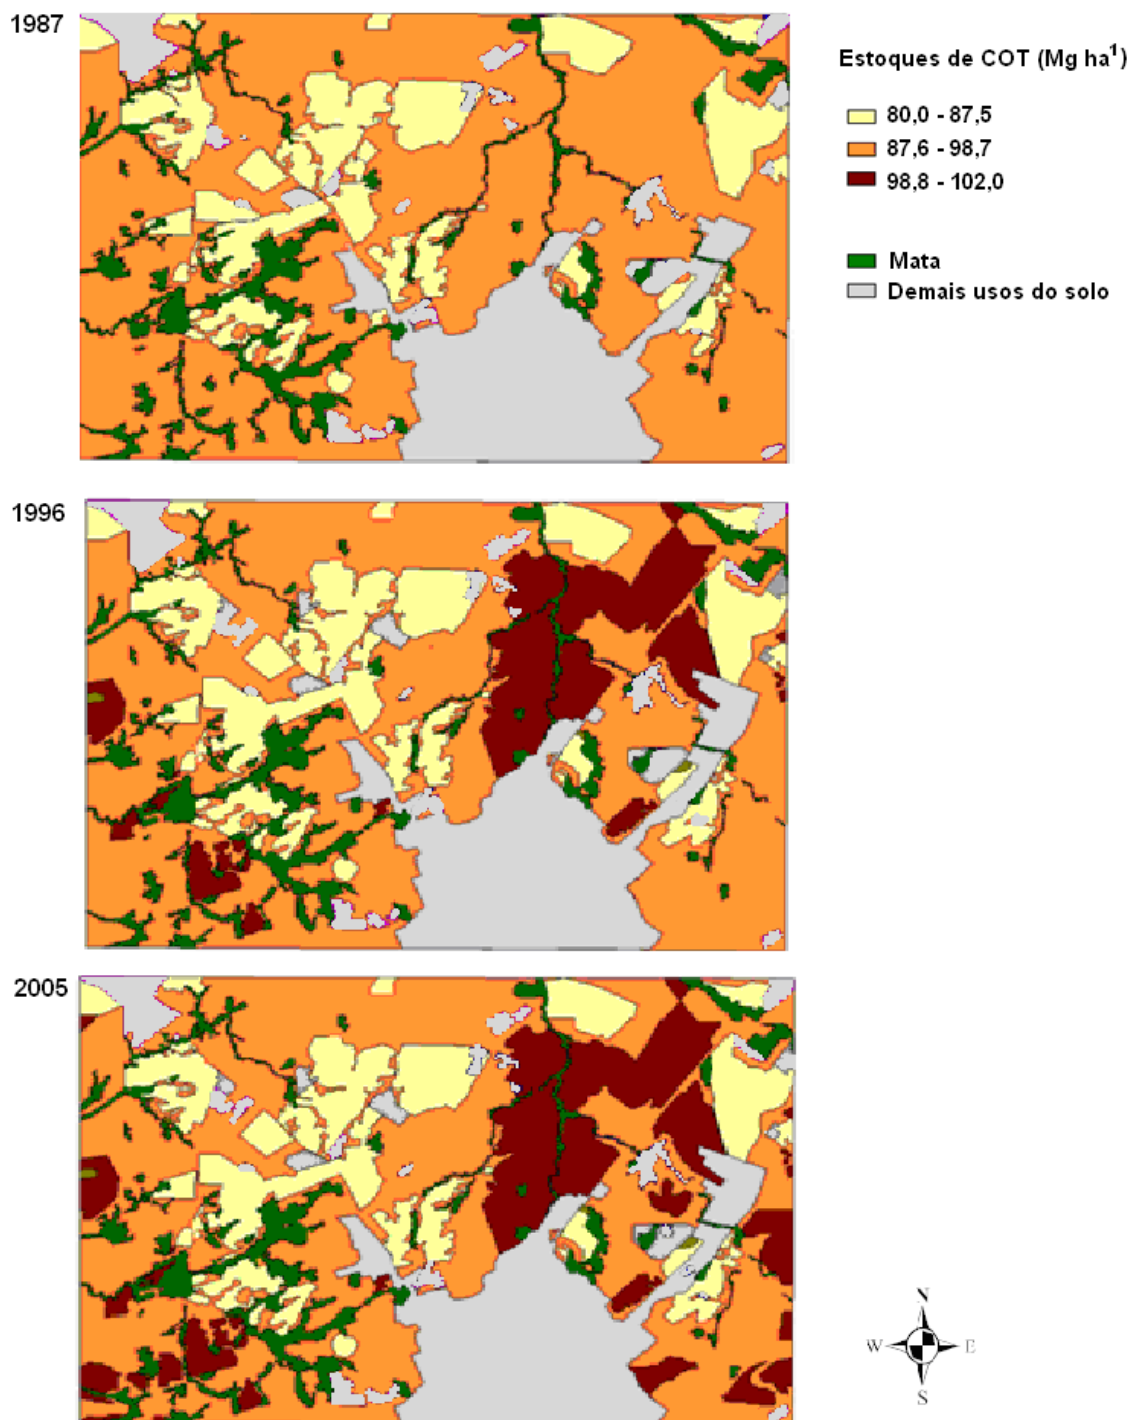 1987
Estoques de COT (Mg ha¹)
80,0 - 87,5
87,6 - 98,7
98,8 - 102,0
Mata
Demais usos do solo
1996
2005
N
W E
S